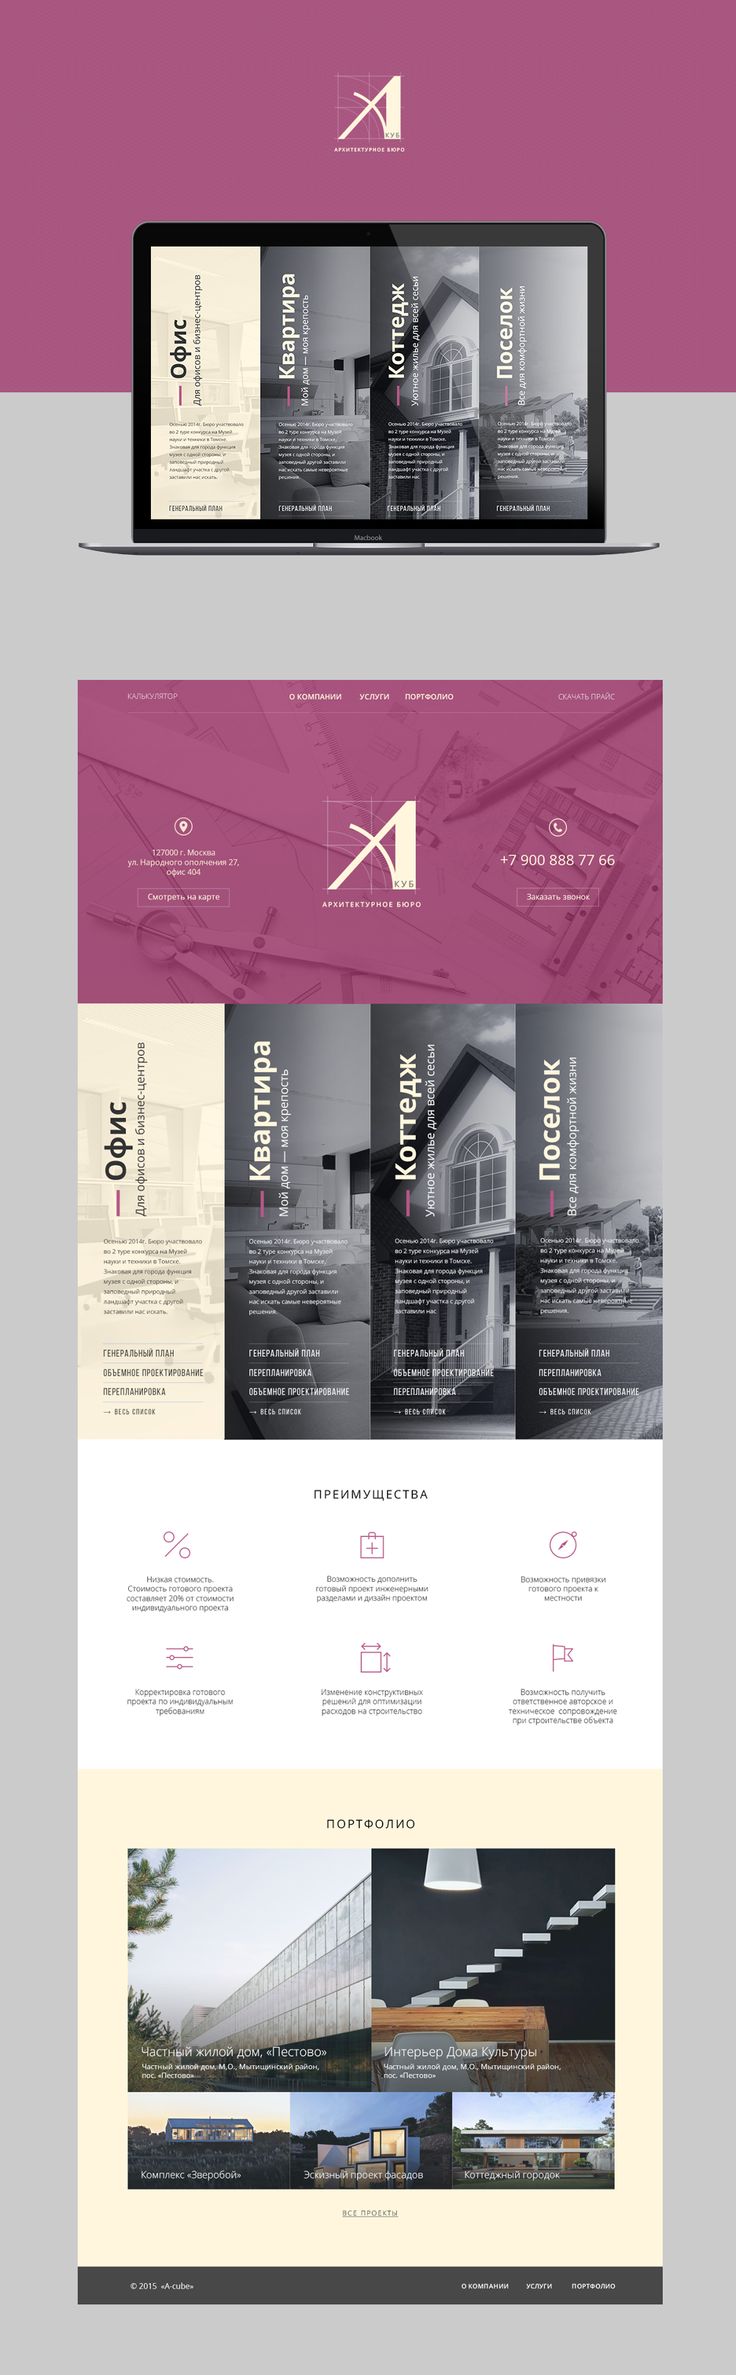 А
КУБ
АРХИТЕКТУРНОЕ БЮРО
Офис
Для офисов и бизнес-центров
Осенью 2014г. Бюро участвовало
во 2 туре конкурса на Музей
науки и техники в Томске.
Знаковая для города функция
музея с одной стороны, и
заповедный природный
ландшафт участка с другой
заставили нас искать.
ГЕНЕРАЛЬНЫЙ ПЛАН
Квартира
Мой дом — моя крепость
Осенью 2014г. Бюро участвовало
во 2 туре конкурса на Музей
науки и техники в Томске.
Знаковая для города функция
музея с одной стороны, и
заповедный природный
ландшафт участка с другой заставили
нас искать самые невероятные
решения.
ГЕНЕРАЛЬНЫЙ ПЛАН
Коттедж
Уютное жилье для всей сесьи
Осенью 2014г. Бюро участвовало
во 2 туре конкурса на Музей
науки и техники в Томске.
Знаковая для города функция
музея с одной стороны, и
заповедный природный
ландшафт участка с другой
заставили нас
ГЕНЕРАЛЬНЫЙ ПЛАН
Поселок
Все для комфортной жизни
Осенью 2014г. Бюро участвовало
во 2 туре конкурса на Музей
науки и техники в Томске.
Знаковая для города функция
музея с одной стороны, и
заповедный природный
ландшафт участка с другой заставили
нас искать самые невероятные
решения.
ГЕНЕРАЛЬНЫЙ ПЛАН
Macbook
КАЛЬКУЛЯТОР
О КОМПАНИИ
УСЛУГИ
ПОРТФОЛИО
СКАЧАТЬ ПРАЙС
127000 г. Москва
ул. Народного ополчения 27,
офис 404
Смотреть на карте
А
КУБ
АРХИТЕКТУРНОЕ БЮРО
+7 900 888 77 66
Заказать звонок
Офис
Для офисов и бизнес-центров
Осенью 2014г. Бюро участвовало
во 2 туре конкурса на Музей
науки и техники в Томске.
Знаковая для города функция
музея с одной стороны, и
заповедный природный
ландшафт участка с другой
заставили нас искать.
ГЕНЕРАЛЬНЫЙ ПЛАН
ОБЪЕМНОЕ ПРОЕКТИРОВАНИЕ
ПЕРЕПЛАНИРОВКА
→ ВЕСЬ СПИСОК
Квартира
Мой дом — моя крепость
Осенью 2014г. Бюро участвовало
во 2 туре конкурса на Музей
науки и техники в Томске.
Знаковая для города функция
музея с одной стороны, и
заповедный природный
ландшафт участка с другой заставили
нас искать самые невероятные
решения.
ГЕНЕРАЛЬНЫЙ ПЛАН
ПЕРЕПЛАНИРОВКА
ОБЪЕМНОЕ ПРОЕКТИРОВАНИЕ
→ ВЕСЬ СПИСОК
Коттедж
Уютное жилье для всей сесьи
Осенью 2014г. Бюро участвовало
во 2 туре конкурса на Музей
науки и техники в Томске.
Знаковая для города функция
музея с одной стороны, и
заповедный природный
ландшафт участка с другой
заставили нас
ГЕНЕРАЛЬНЫЙ ПЛАН
ОБЪЕМНОЕ ПРОЕКТИРОВАНИЕ
ПЕРЕПЛАНИРОВКА
→ ВЕСЬ СПИСОК
Поселок
Все для комфортной жизни
Осенью 2014г. Бюро участвовало
во 2 туре конкурса на Музей
науки и техники в Томске.
Знаковая для города функция
музея с одной стороны, и
заповедный природный
ландшафт участка с другой заставили
нас искать самые невероятные
решения.
ГЕНЕРАЛЬНЫЙ ПЛАН
ПЕРЕПЛАНИРОВКА
ОБЪЕМНОЕ ПРОЕКТИРОВАНИЕ
→ ВЕСЬ СПИСОК
ПРЕИМУЩЕСТВА
Низкая стоимость.
Стоимость готового проекта
составляет 20% от стоимости
индивидуального проекта
Возможность дополнить
готовый проект инженерными
разделами и дизайн проектом
Возможность привязки
готового проекта к
местности
Корректировка готового
проекта по индивидуальным
требованиям
Изменение конструктивных
решений для оптимизации
расходов на строительство
Возможность получить
ответственное авторское и
техническое сопровождение
при строительстве объекта
ПОРТФОЛИО
Частный жилой дом, «Пестово»
Частный жилой дом, М.О., Мытищинский район,
пос. «Пестово»
Интерьер Дома Культуры
Частный жилой дом, М.О., Мытищинский район,
пос. «Пестово»
Комплекс «Зверобой»
Эскизный проект фасадов
Коттеджный городок
ВСЕ ПРОЕКТЫ
© 2015 «A-cube»
О КОМПАНИИ
УСЛУГИ
ПОРТФОЛИО